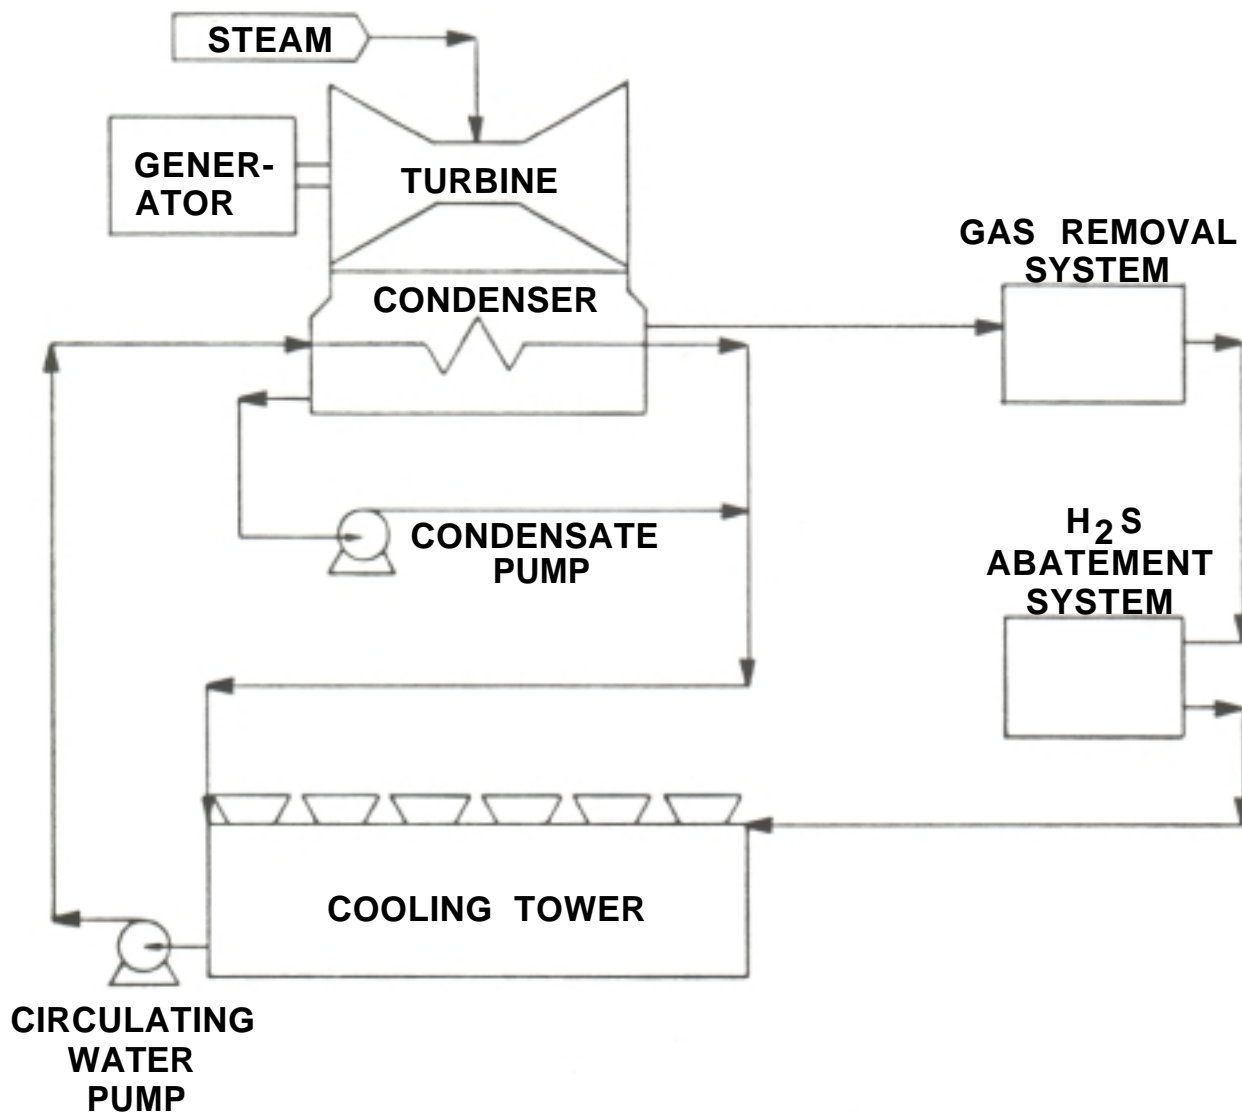 STEAM
GENER-
ATOR
TURBINE
GAS REMOVAL
SYSTEM
CONDENSER
CONDENSATE
PUMP
H2S
ABATEMENT
SYSTEM
COOLING TOWER
CIRCULATING
WATER
PUMP